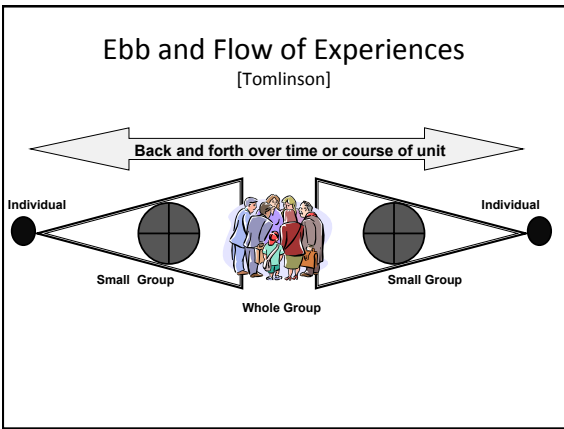 Ebb and Flow of Experiences
[Tomlinson]
Back and forth over time or course of unit
Individual
Individual
Small Group
Small Group
Whole Group